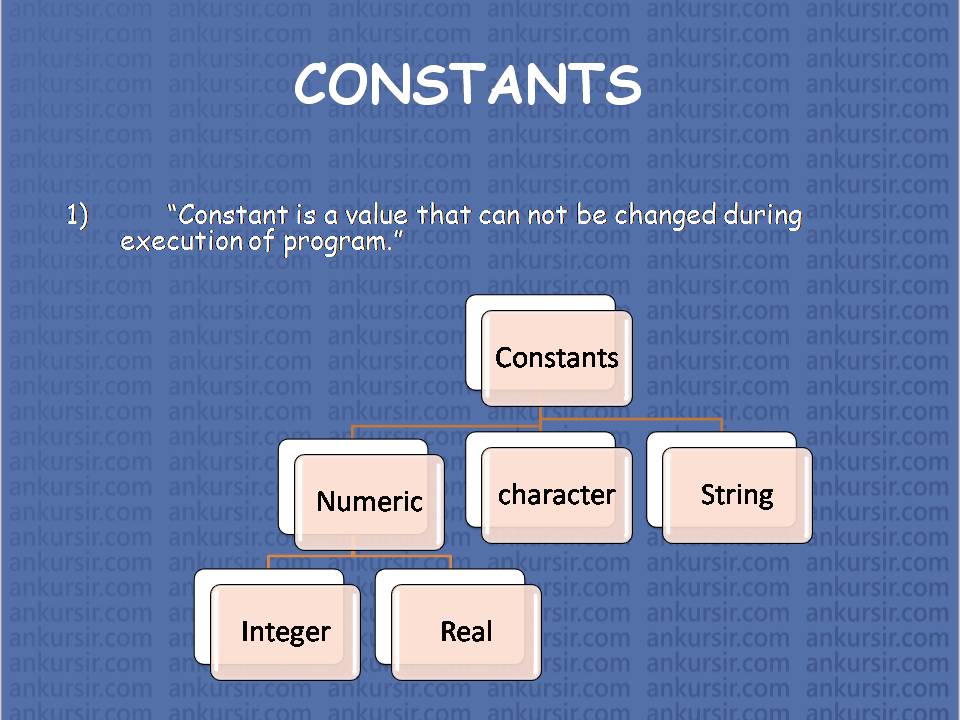 CONSTANTS
1) “Constant is a value that can not be changed during
execution of program.”
Constants
Numeric
character
String
Integer
Real
ankursir.com